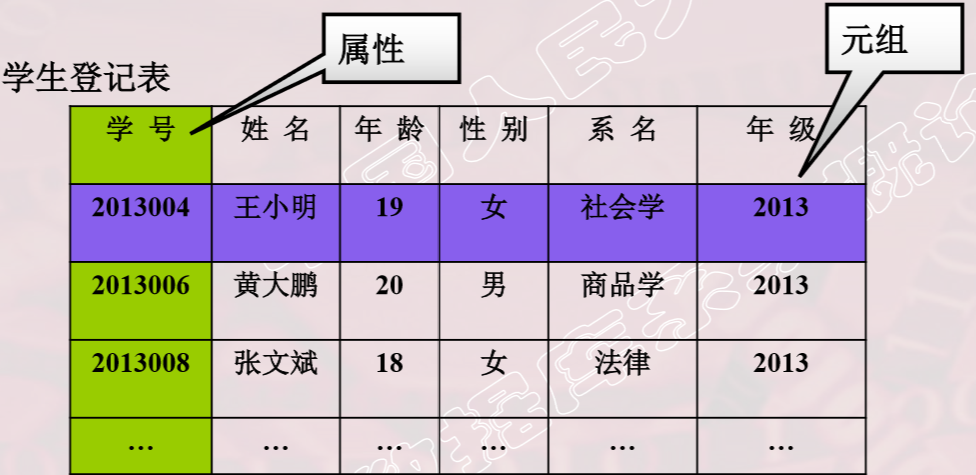 属性
元组
学生登记表
学 号 姓 名 年 龄 性 别 系 名 年 级
2013004 王小明 19 女 社会学 2013
2013006 黄大鹏 20 男 商品学 2013
2013008 张文斌 18 女 法律 2013
… … … … … …